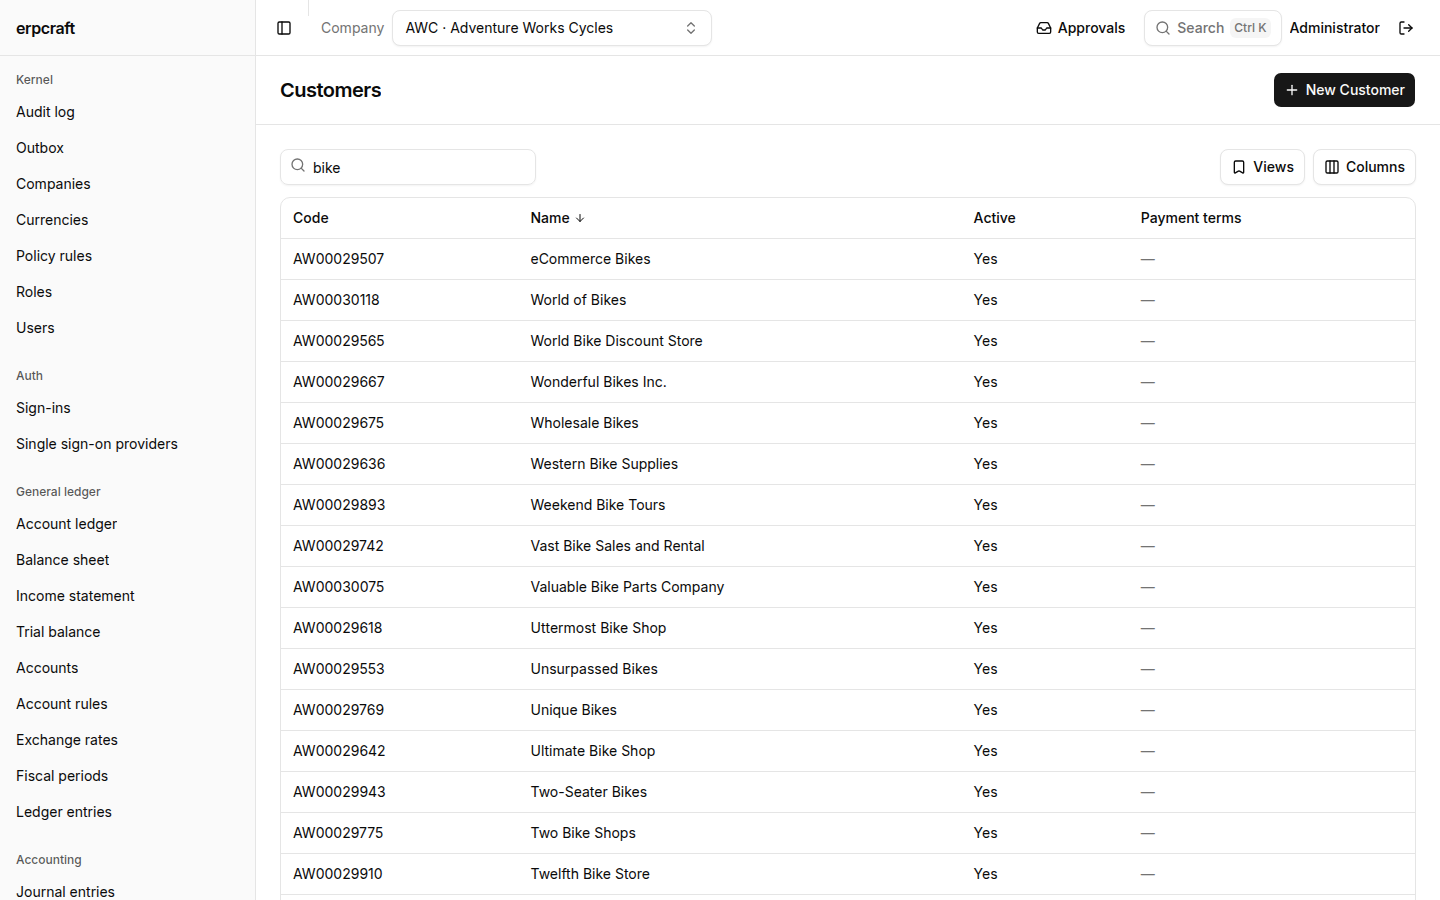 erpcraft
Company
AWC · Adventure Works Cycles
Approvals
Search Ctrl K
Administrator
Kernel
Audit log
Outbox
Companies
Currencies
Policy rules
Roles
Users
Auth
Sign-ins
Single sign-on providers
General ledger
Account ledger
Balance sheet
Income statement
Trial balance
Accounts
Account rules
Exchange rates
Fiscal periods
Ledger entries
Accounting
Journal entries
Customers
New Customer
bike
Views
Columns
Code Name Active Payment terms
AW00029507 eCommerce Bikes Yes —
AW00030118 World of Bikes Yes —
AW00029565 World Bike Discount Store Yes —
AW00029667 Wonderful Bikes Inc. Yes —
AW00029675 Wholesale Bikes Yes —
AW00029636 Western Bike Supplies Yes —
AW00029893 Weekend Bike Tours Yes —
AW00029742 Vast Bike Sales and Rental Yes —
AW00030075 Valuable Bike Parts Company Yes —
AW00029618 Uttermost Bike Shop Yes —
AW00029553 Unsurpassed Bikes Yes —
AW00029769 Unique Bikes Yes —
AW00029642 Ultimate Bike Shop Yes —
AW00029943 Two-Seater Bikes Yes —
AW00029775 Two Bike Shops Yes —
AW00029910 Twelfth Bike Store Yes —